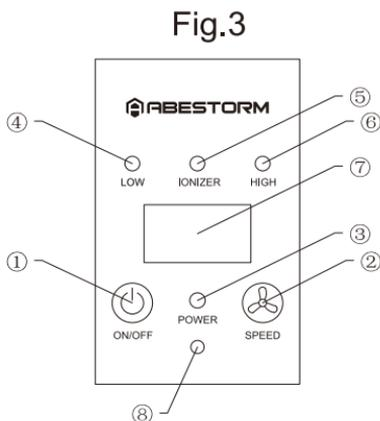 Fig.3
ABESTORM
④ ⑤ ⑥
LOW IONIZER HIGH
⑦
① ③ ②
POWER
ON/OFF SPEED
⑧